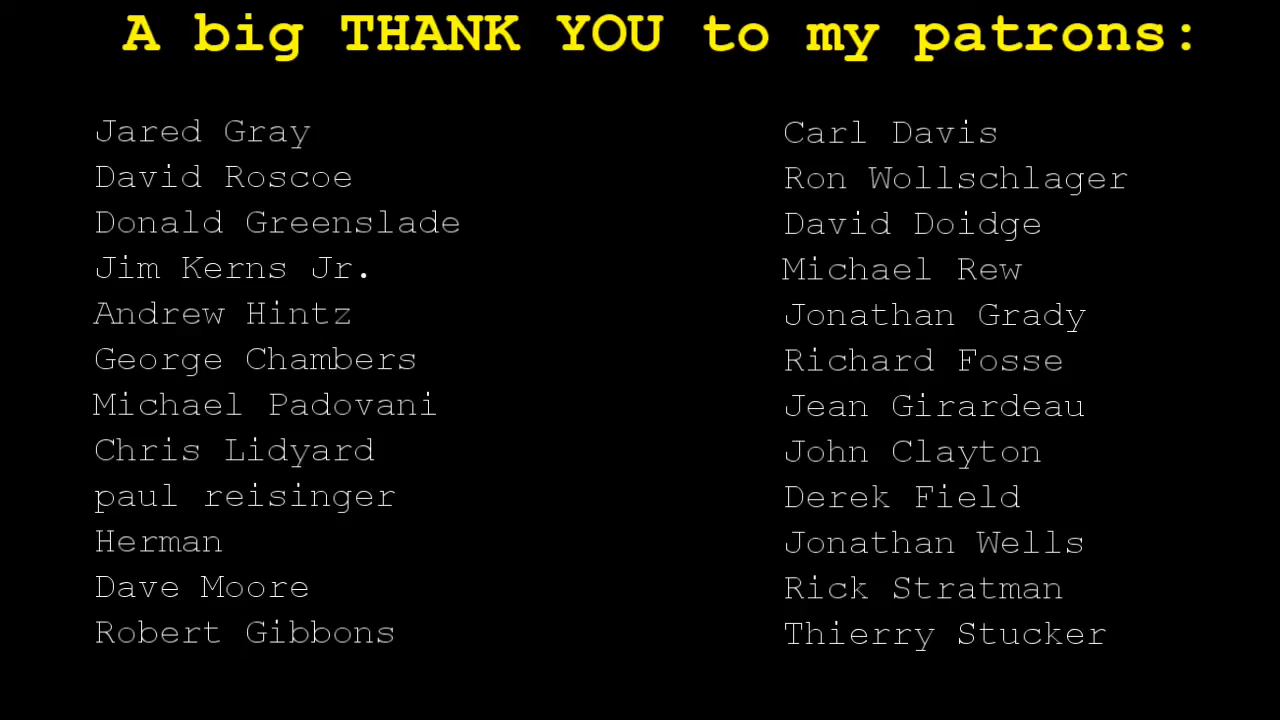 A big THANK YOU to my patrons:
Jared Gray
David Roscoe
Donald Greenslade
Jim Kerns Jr.
Andrew Hintz
George Chambers
Michael Padovani
Chris Lidyard
paul reisinger
Herman
Dave Moore
Robert Gibbons
Carl Davis
Ron Wollschlager
David Doidge
Michael Rew
Jonathan Grady
Richard Fosse
Jean Girardeau
John Clayton
Derek Field
Jonathan Wells
Rick Stratman
Thierry Stucker